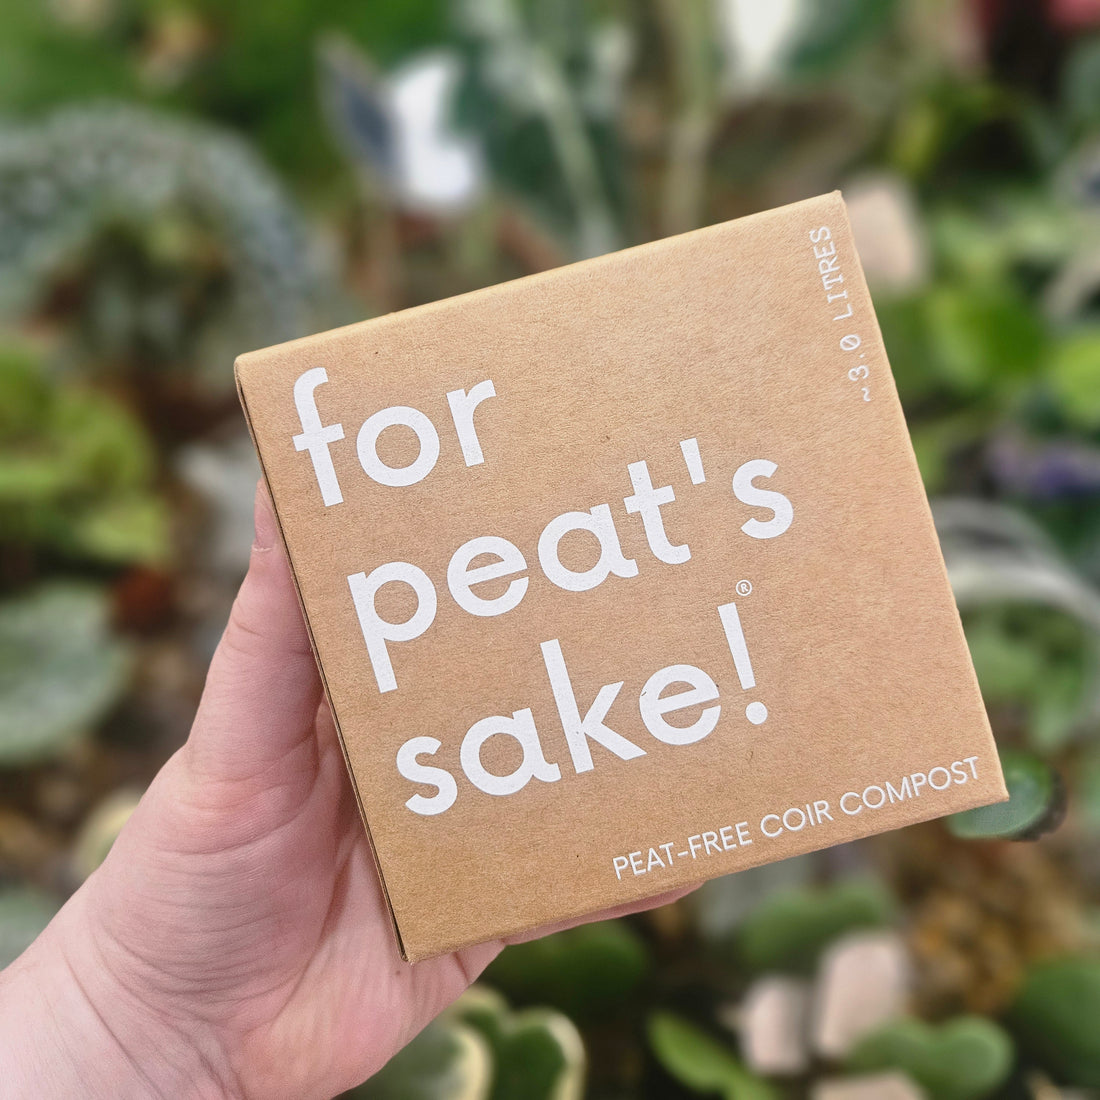 for
peat's
sake!®
PEAT-FREE COIR COMPOST
~3.0 LITRES